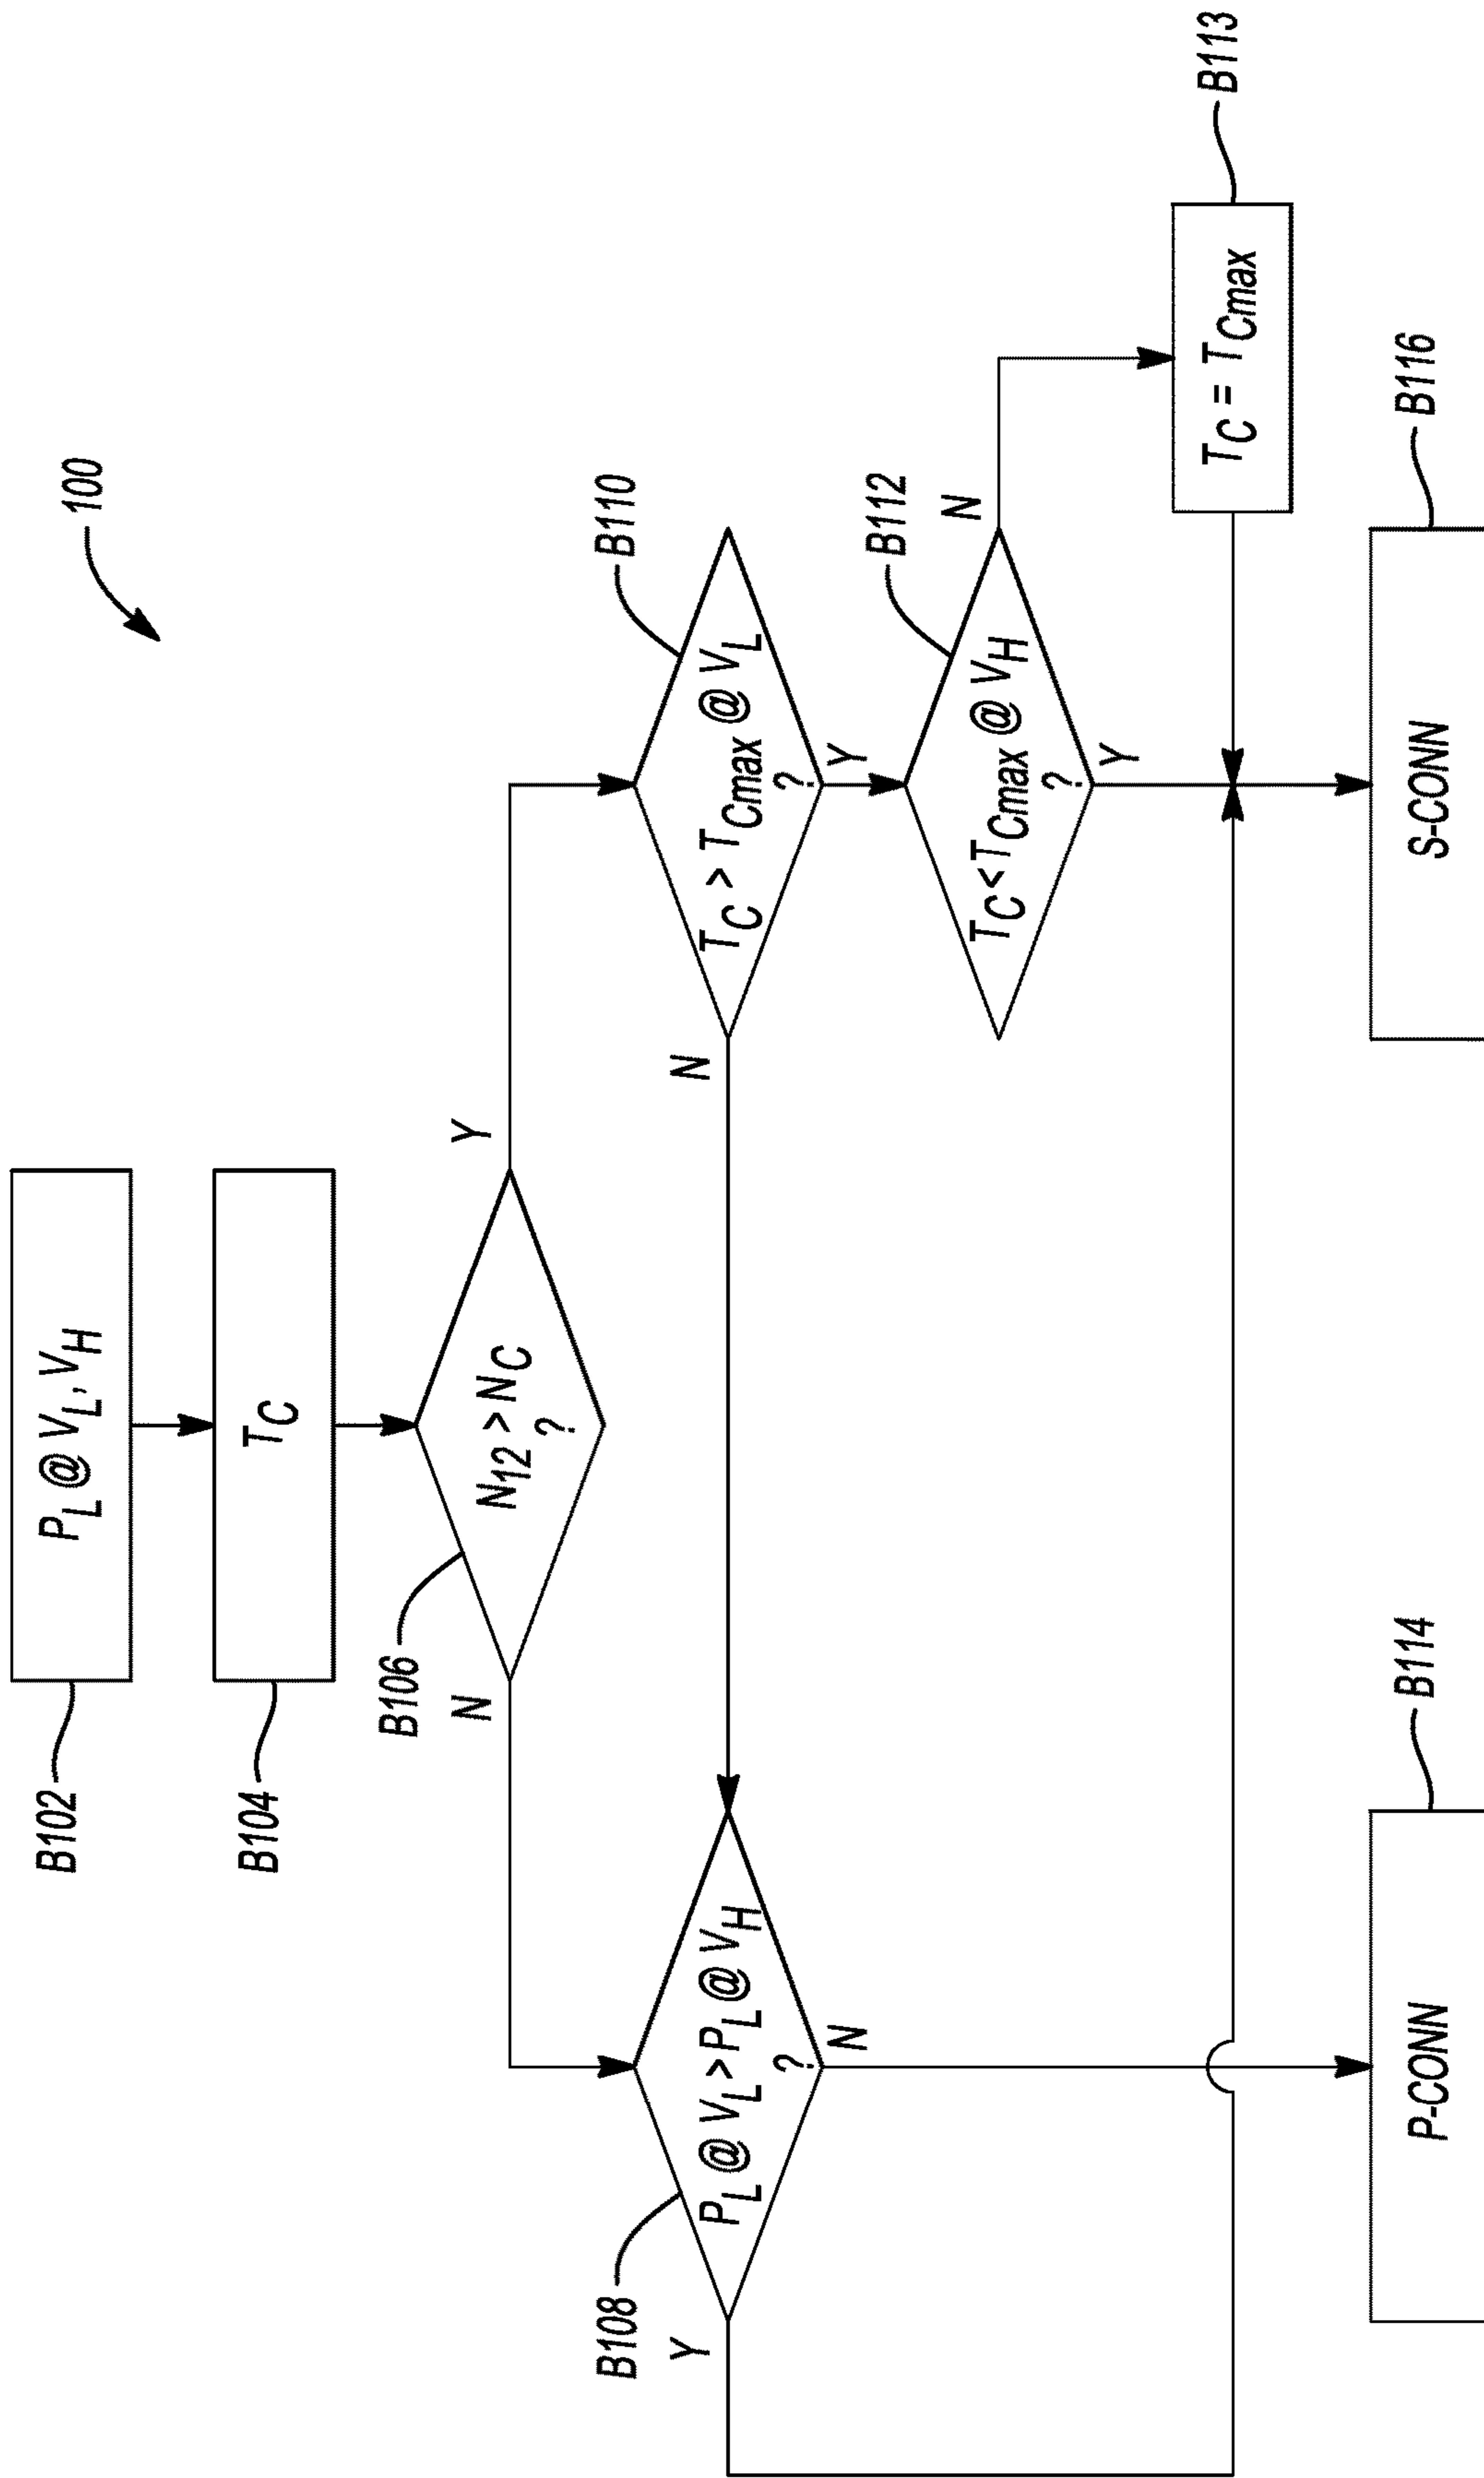 100
B102
P_L @ V_L, V_H
B104
T_C
B106
N_12 > N_C
?
N
Y
B108
P_L @ V_L > P_L @ V_H
?
Y
N
B110
T_C > T_Cmax @ V_L
?
N
Y
B112
T_C < T_Cmax @ V_H
?
N
Y
T_C = T_Cmax
B113
B114
P-CONN
B116
S-CONN